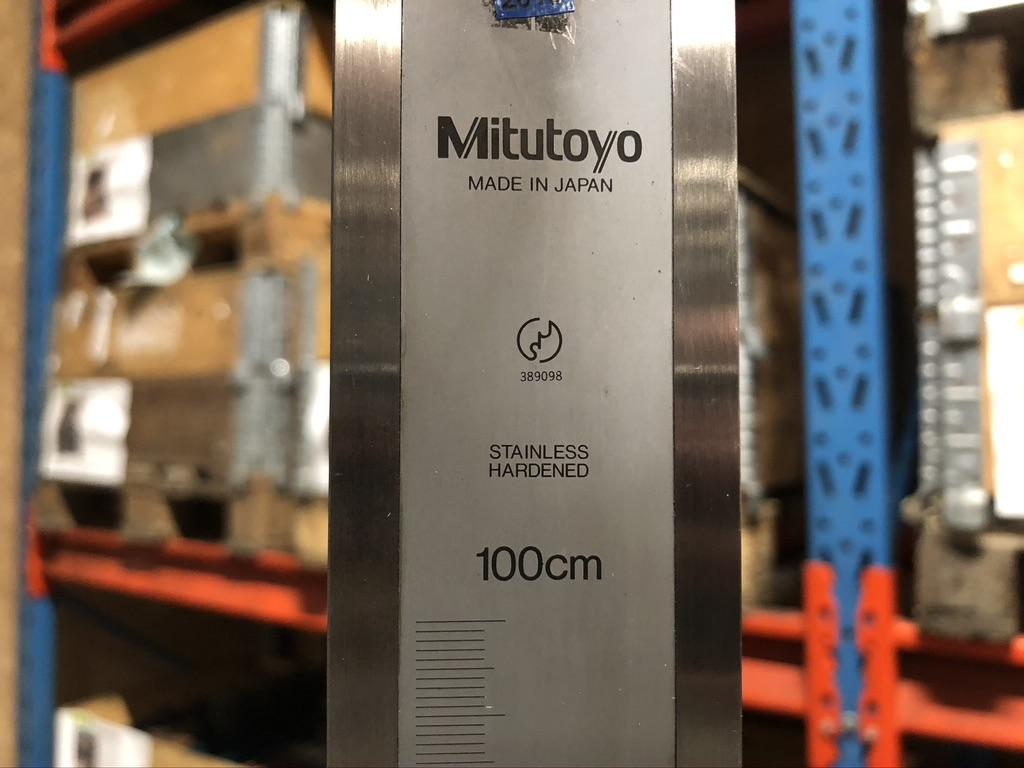 Mitutoyo
MADE IN JAPAN
389098
STAINLESS
HARDENED
100cm